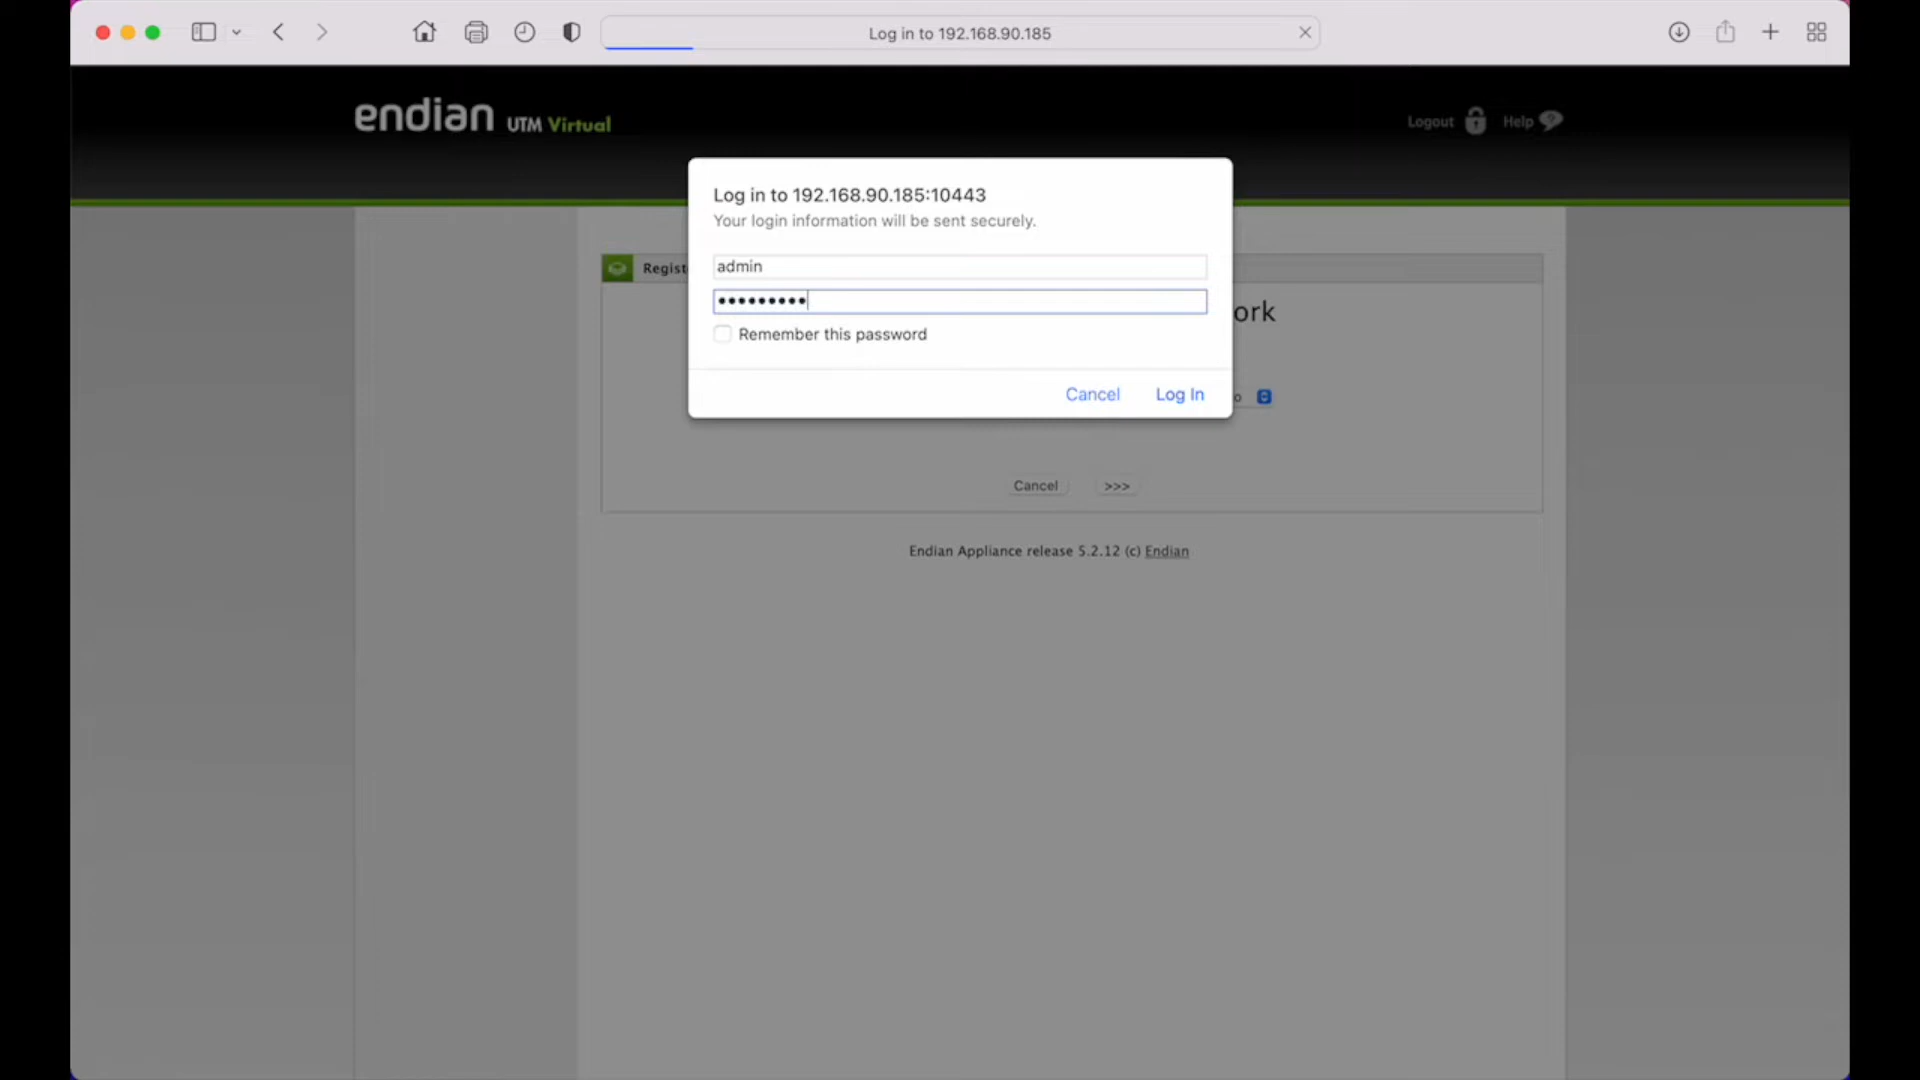 Log in to 192.168.90.185
endian UTM Virtual
Logout Help
Log in to 192.168.90.185:10443
Your login information will be sent securely.
admin
•••••••••
Remember this password
Cancel Log In
Regist
ork
o
Cancel >>>
Endian Appliance release 5.2.12 (c) Endian